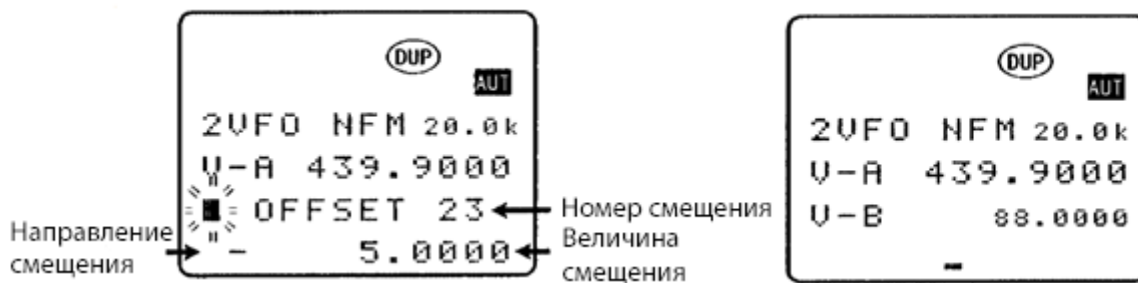 DUP
AUT
2VFO NFM 20.0k
V-A 439.9000
OFFSET 23
- 5.0000
Направление
смещения
Номер смещения
Величина
смещения
DUP
AUT
2VFO NFM 20.0k
V-A 439.9000
V-B 88.0000
-